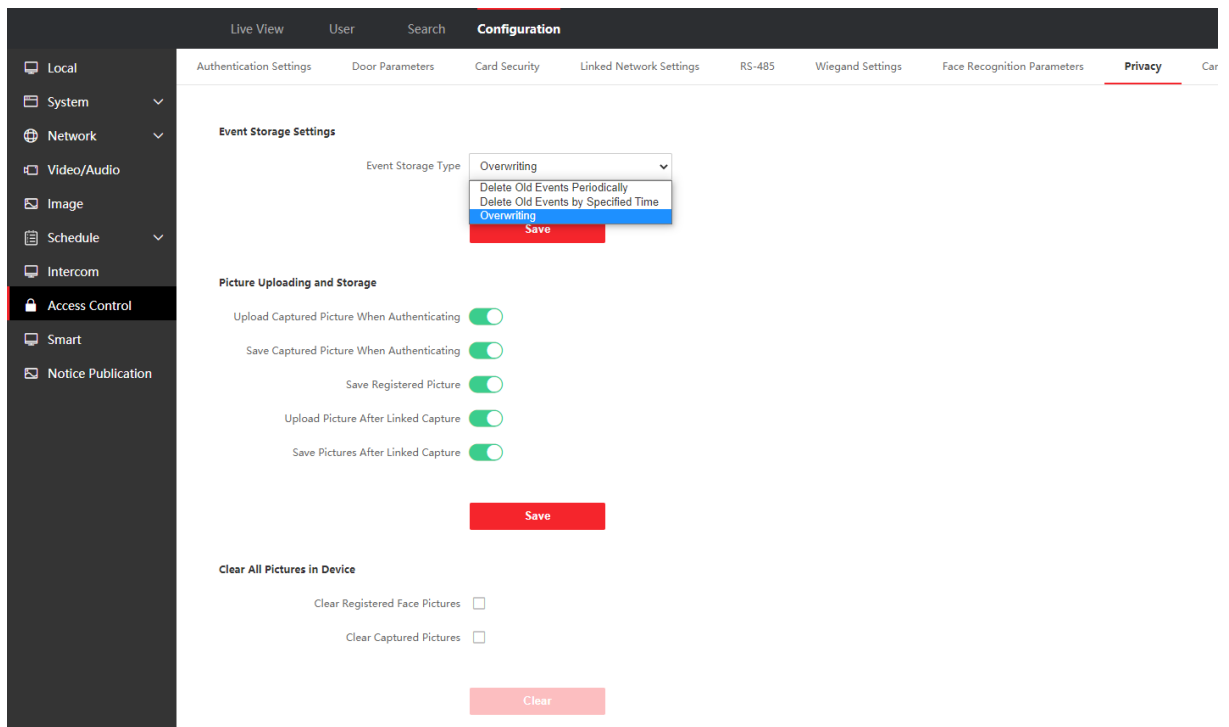 Live View User Search Configuration
Local
System
Network
Video/Audio
Image
Schedule
Intercom
Access Control
Smart
Notice Publication
Authentication Settings Door Parameters Card Security Linked Network Settings RS-485 Wiegand Settings Face Recognition Parameters Privacy Car
Event Storage Settings
Event Storage Type Overwriting
Delete Old Events Periodically
Delete Old Events by Specified Time
Overwriting
Save
Picture Uploading and Storage
Upload Captured Picture When Authenticating
Save Captured Picture When Authenticating
Save Registered Picture
Upload Picture After Linked Capture
Save Pictures After Linked Capture
Save
Clear All Pictures in Device
Clear Registered Face Pictures
Clear Captured Pictures
Clear